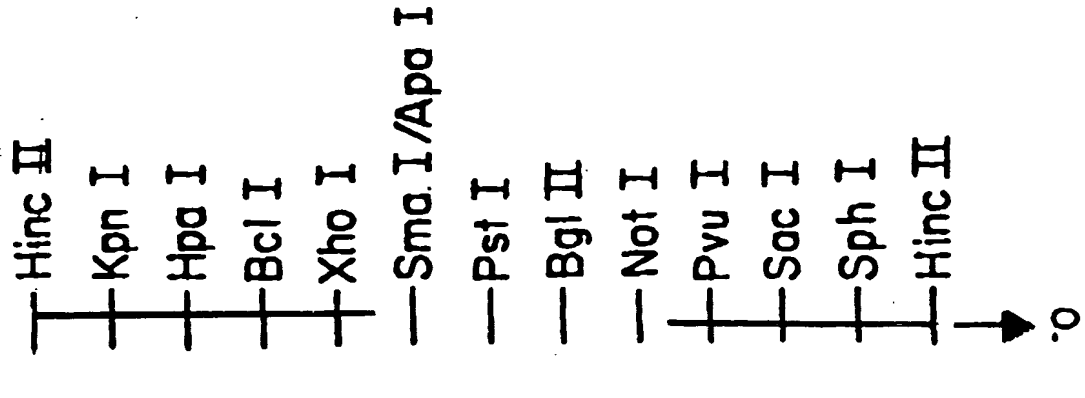 Hinc II
Kpn I
Hpa I
Bcl I
Xho I
Sma. I/Apa I
Pst I
Bgl II
Not I
Pvu I
Sac I
Sph I
Hinc II